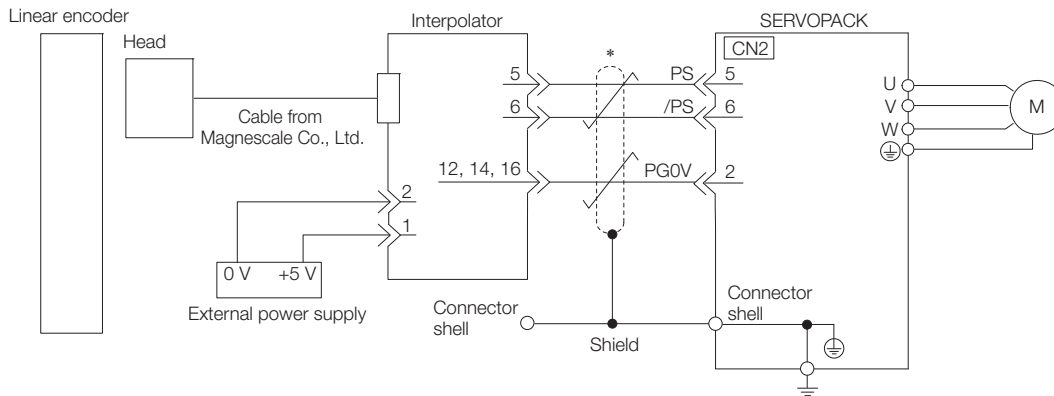 Linear encoder
Head
Interpolator
SERVOPACK
CN2
*
5 PS 5
6 /PS 6
U
V
W
M
Cable from
Magnescale Co., Ltd.
12, 14, 16 PG0V 2
2
1
0 V +5 V
External power supply
Connector
shell
Shield
Connector
shell